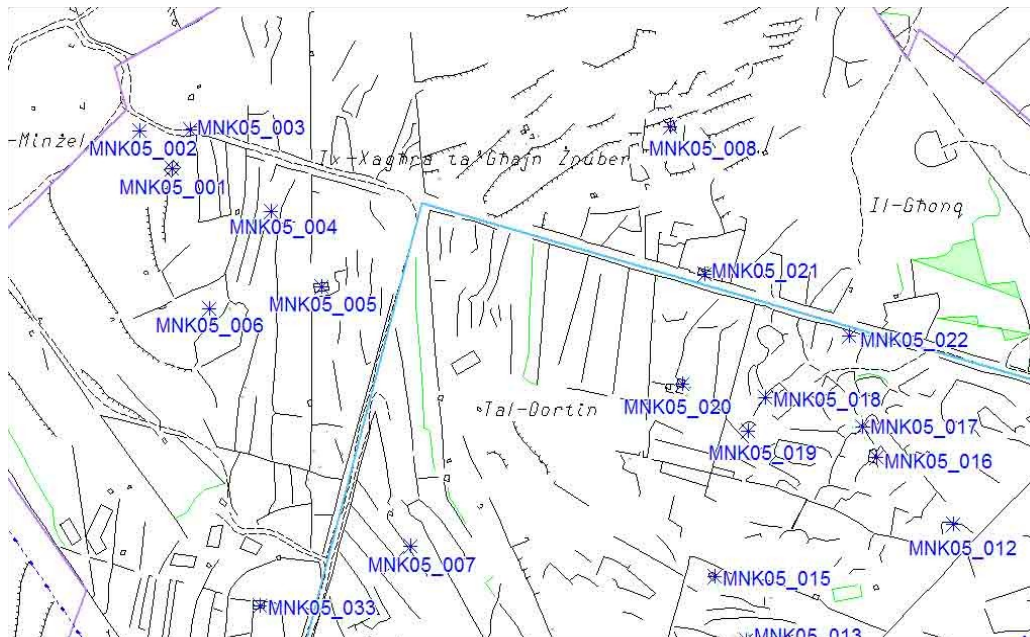 MNK05_003
MNK05_008
MNK05_002
-Minżel
Ix-Xagħra ta' Għajn Żnuber
MNK05_001
MNK05_004
Il-Għonq
MNK05_021
MNK05_005
MNK05_006
MNK05_022
MNK05_020
MNK05_018
Tal-Qortin
MNK05_017
MNK05_019
MNK05_016
MNK05_012
MNK05_007
MNK05_015
MNK05_033
MNK05_013